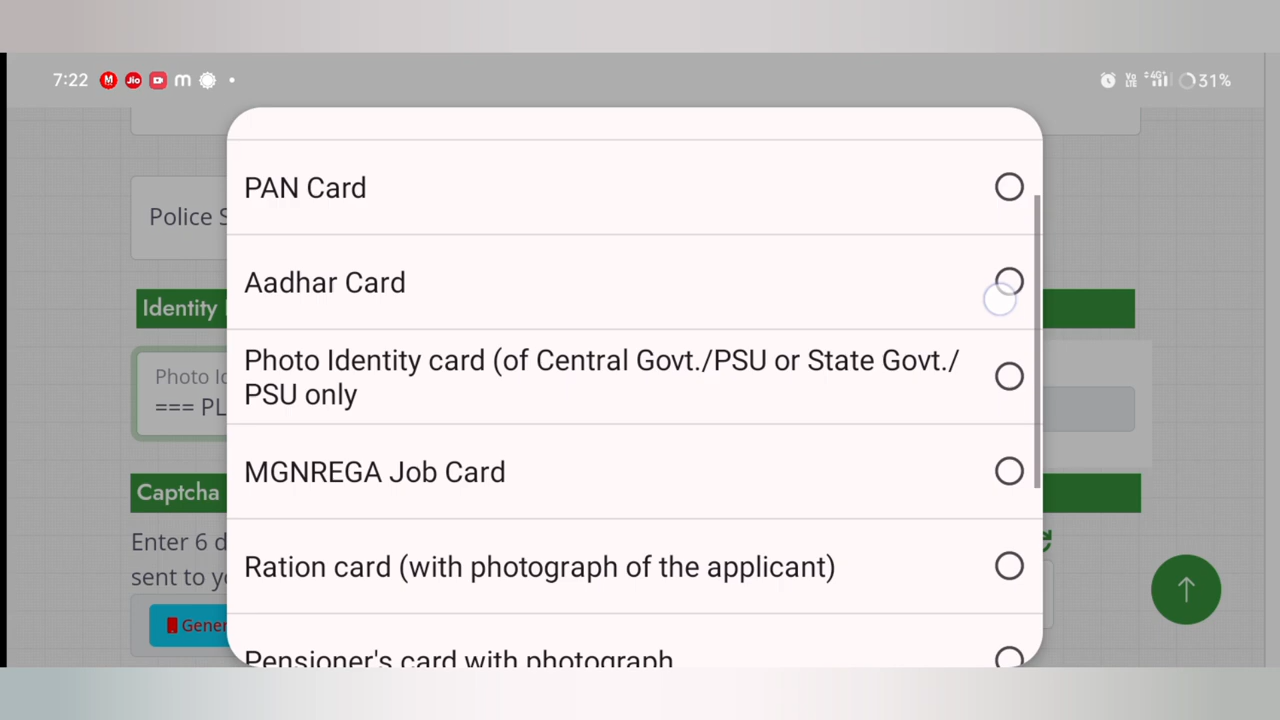 7:22 M Jio m 4G+ 31%
PAN Card
Police S
Aadhar Card
Identity
Photo Identity card (of Central Govt./PSU or State Govt./
PSU only
Photo Id
=== PL
MGNREGA Job Card
Captcha
Enter 6 d
Ration card (with photograph of the applicant)
sent to y
Gener
Pensioner's card with photograph